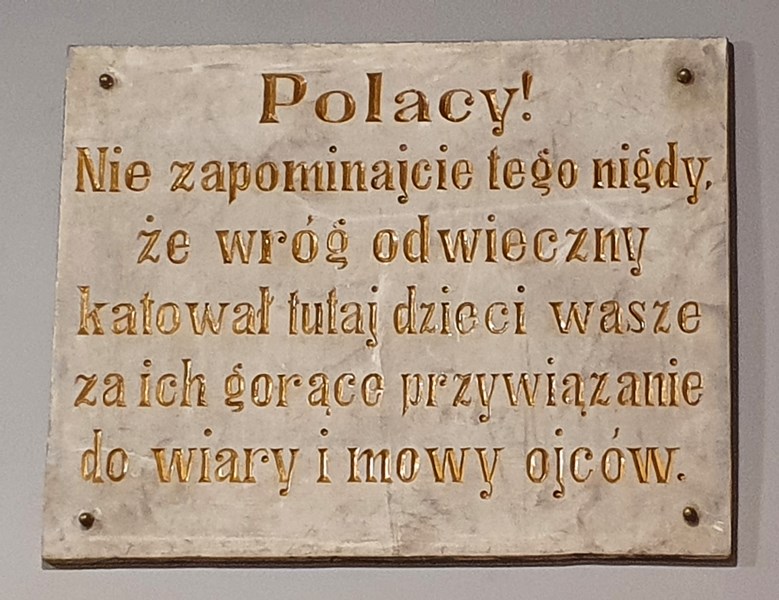 Polacy!
Nie zapominajcie tego nigdy,
że wróg odwieczny
katował tutaj dzieci wasze
za ich gorące przywiązanie
do wiary i mowy ojców.